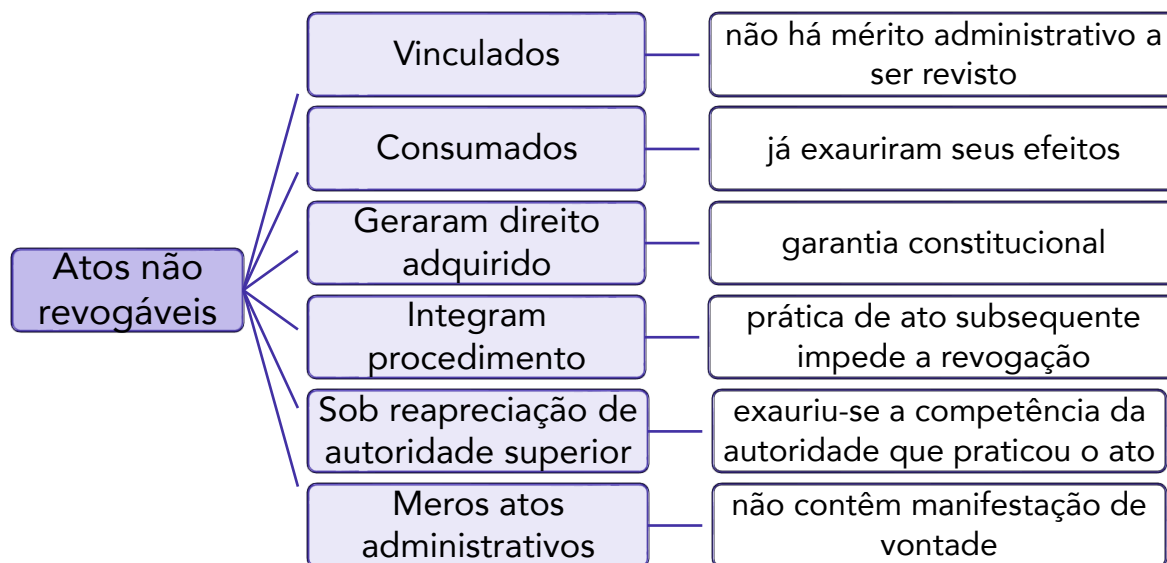 Atos não
revogáveis
Vinculados
não há mérito administrativo a
ser revisto
Consumados
já exauriram seus efeitos
Geraram direito
adquirido
garantia constitucional
Integram
procedimento
prática de ato subsequente
impede a revogação
Sob reapreciação de
autoridade superior
exauriu-se a competência da
autoridade que praticou o ato
Meros atos
administrativos
não contêm manifestação de
vontade